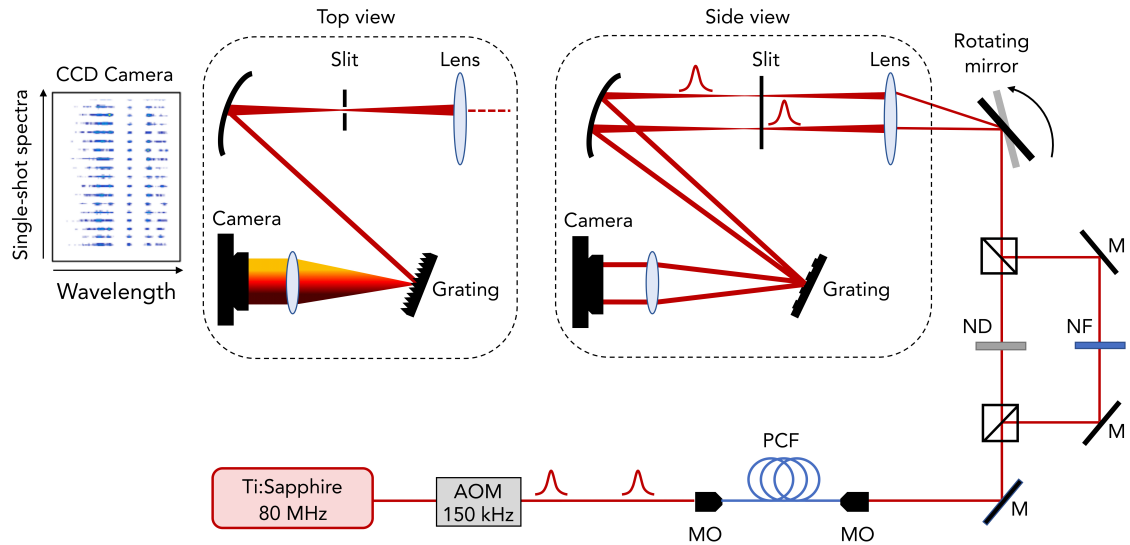 Top view
Side view
CCD Camera
Single-shot spectra
Wavelength
Slit
Lens
Camera
Grating
Slit
Lens
Rotating
mirror
Camera
Grating
M
ND
NF
M
Ti:Sapphire
80 MHz
AOM
150 kHz
MO
PCF
MO
M